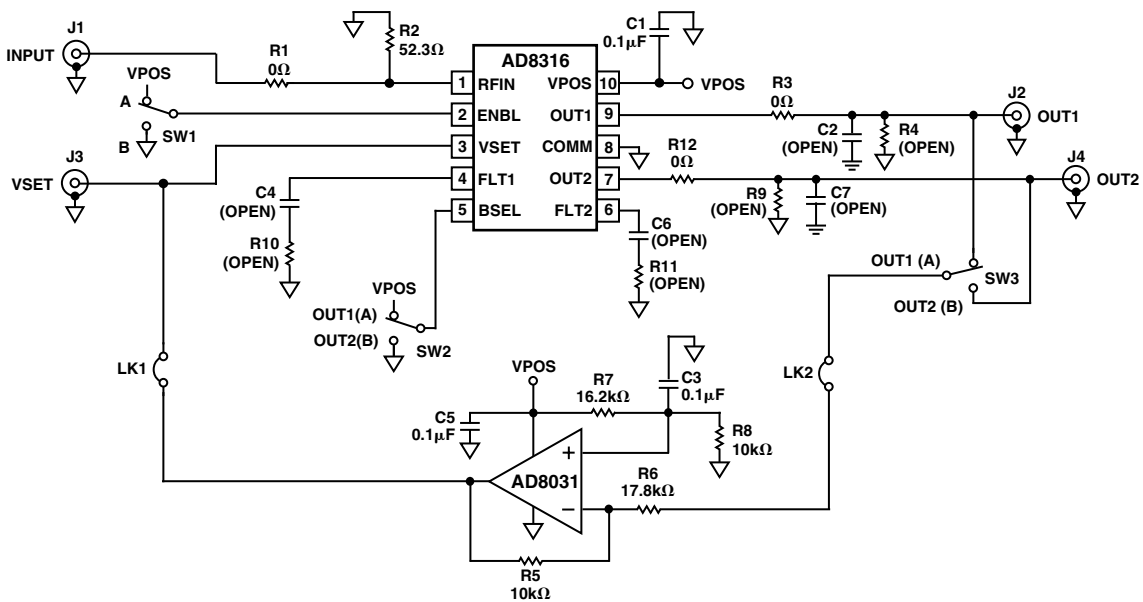 J1
INPUT
R1
0Ω
R2
52.3Ω
C1
0.1µF
AD8316
1 RFIN
2 ENBL
3 VSET
4 FLT1
5 BSEL
VPOS 10
OUT1 9
COMM 8
OUT2 7
FLT2 6
VPOS
VPOS
A
B
SW1
J3
VSET
C4
(OPEN)
R10
(OPEN)
R3
0Ω
C2
(OPEN)
R4
(OPEN)
J2
OUT1
R12
0Ω
J4
OUT2
R9
(OPEN)
C7
(OPEN)
C6
(OPEN)
R11
(OPEN)
VPOS
OUT1(A)
OUT2(B)
SW2
OUT1 (A)
OUT2 (B)
SW3
LK1
LK2
VPOS
C5
0.1µF
R7
16.2kΩ
C3
0.1µF
R8
10kΩ
+
AD8031
–
R6
17.8kΩ
R5
10kΩ